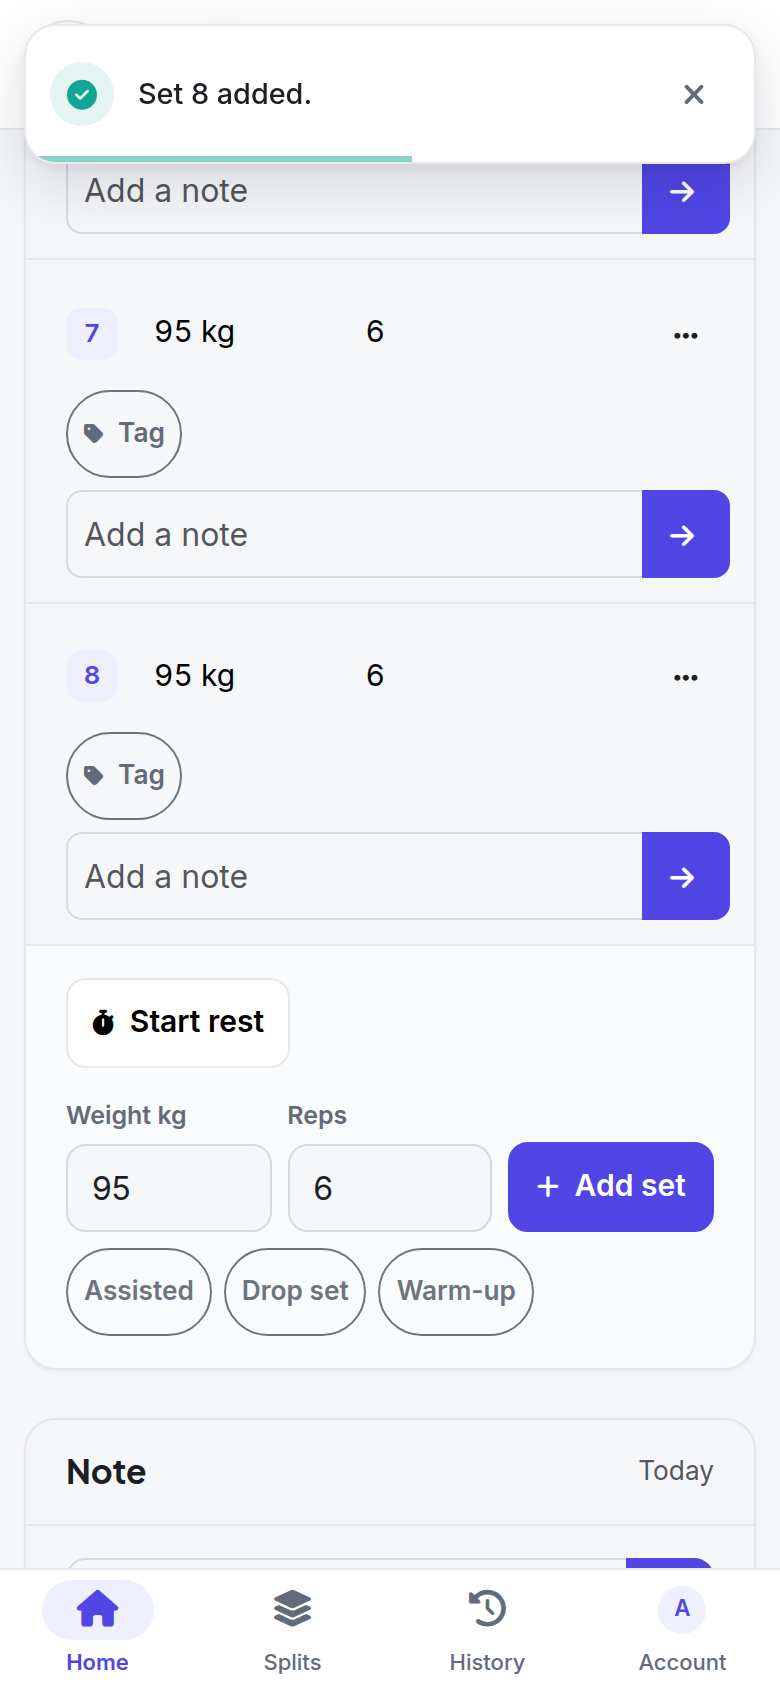 Set 8 added.
Add a note
7 95 kg 6
Tag
Add a note
8 95 kg 6
Tag
Add a note
Start rest
Weight kg Reps
95 6 + Add set
Assisted Drop set Warm-up
Note Today
Home Splits History A Account